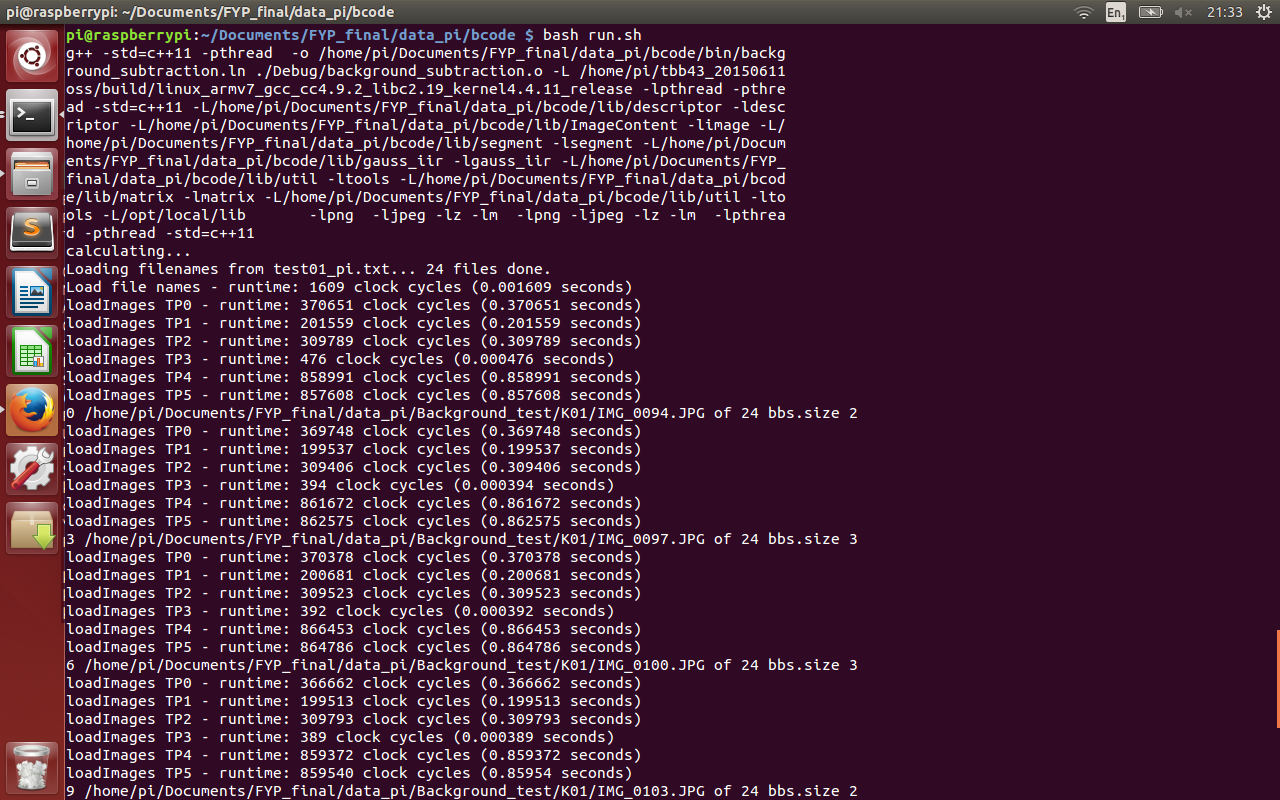 pi@raspberrypi: ~/Documents/FYP_final/data_pi/bcode
En1
21:33
pi@raspberrypi:~/Documents/FYP_final/data_pi/bcode $ bash run.sh
g++ -std=c++11 -pthread  -o /home/pi/Documents/FYP_final/data_pi/bcode/bin/backg
round_subtraction.ln ./Debug/background_subtraction.o -L /home/pi/tbb43_20150611
oss/build/linux_armv7_gcc_cc4.9.2_libc2.19_kernel4.4.11_release -lpthread -pthre
ad -std=c++11 -L/home/pi/Documents/FYP_final/data_pi/bcode/lib/descriptor -ldesc
riptor -L/home/pi/Documents/FYP_final/data_pi/bcode/lib/ImageContent -limage -L/
home/pi/Documents/FYP_final/data_pi/bcode/lib/segment -lsegment -L/home/pi/Docum
ents/FYP_final/data_pi/bcode/lib/gauss_iir -lgauss_iir -L/home/pi/Documents/FYP_
final/data_pi/bcode/lib/util -ltools -L/home/pi/Documents/FYP_final/data_pi/bcod
e/lib/matrix -lmatrix -L/home/pi/Documents/FYP_final/data_pi/bcode/lib/util -lto
ols -L/opt/local/lib       -lpng  -ljpeg -lz -lm  -lpng -ljpeg -lz -lm  -lpthrea
d -pthread -std=c++11
calculating...
Loading filenames from test01_pi.txt... 24 files done.
Load file names - runtime: 1609 clock cycles (0.001609 seconds)
loadImages TP0 - runtime: 370651 clock cycles (0.370651 seconds)
loadImages TP1 - runtime: 201559 clock cycles (0.201559 seconds)
loadImages TP2 - runtime: 309789 clock cycles (0.309789 seconds)
loadImages TP3 - runtime: 476 clock cycles (0.000476 seconds)
loadImages TP4 - runtime: 858991 clock cycles (0.858991 seconds)
loadImages TP5 - runtime: 857608 clock cycles (0.857608 seconds)
0 /home/pi/Documents/FYP_final/data_pi/Background_test/K01/IMG_0094.JPG of 24 bbs.size 2
loadImages TP0 - runtime: 369748 clock cycles (0.369748 seconds)
loadImages TP1 - runtime: 199537 clock cycles (0.199537 seconds)
loadImages TP2 - runtime: 309406 clock cycles (0.309406 seconds)
loadImages TP3 - runtime: 394 clock cycles (0.000394 seconds)
loadImages TP4 - runtime: 861672 clock cycles (0.861672 seconds)
loadImages TP5 - runtime: 862575 clock cycles (0.862575 seconds)
3 /home/pi/Documents/FYP_final/data_pi/Background_test/K01/IMG_0097.JPG of 24 bbs.size 3
loadImages TP0 - runtime: 370378 clock cycles (0.370378 seconds)
loadImages TP1 - runtime: 200681 clock cycles (0.200681 seconds)
loadImages TP2 - runtime: 309523 clock cycles (0.309523 seconds)
loadImages TP3 - runtime: 392 clock cycles (0.000392 seconds)
loadImages TP4 - runtime: 866453 clock cycles (0.866453 seconds)
loadImages TP5 - runtime: 864786 clock cycles (0.864786 seconds)
6 /home/pi/Documents/FYP_final/data_pi/Background_test/K01/IMG_0100.JPG of 24 bbs.size 3
loadImages TP0 - runtime: 366662 clock cycles (0.366662 seconds)
loadImages TP1 - runtime: 199513 clock cycles (0.199513 seconds)
loadImages TP2 - runtime: 309793 clock cycles (0.309793 seconds)
loadImages TP3 - runtime: 389 clock cycles (0.000389 seconds)
loadImages TP4 - runtime: 859372 clock cycles (0.859372 seconds)
loadImages TP5 - runtime: 859540 clock cycles (0.85954 seconds)
9 /home/pi/Documents/FYP_final/data_pi/Background_test/K01/IMG_0103.JPG of 24 bbs.size 2